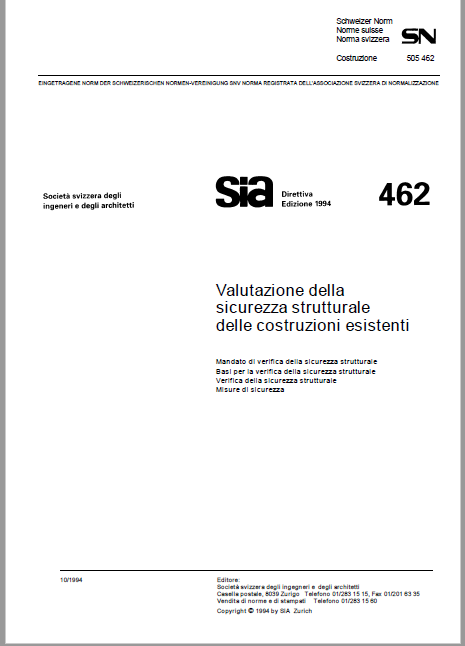 Schweizer Norm
Norme suisse
Norma svizzera
SN
Costruzione 505 462
EINGETRAGENE NORM DER SCHWEIZERISCHEN NORMEN-VEREINIGUNG SNV NORMA REGISTRATA DELL'ASSOCIAZIONE SVIZZERA DI NORMALIZZAZIONE
Società svizzera degli
ingeneri e degli architetti
sia
Direttiva
Edizione 1994
462
Valutazione della
sicurezza strutturale
delle costruzioni esistenti
Mandato di verifica della sicurezza strutturale
Basi per la verifica della sicurezza strutturale
Verifica della sicurezza strutturale
Misure di sicurezza
10/1994
Editore:
Società svizzera degli ingegneri e degli architetti
Casella postale, 8039 Zurigo Telefono 01/283 15 15, Fax 01/201 63 35
Vendita di norme e di stampati Telefono 01/283 15 60
Copyright © 1994 by SIA Zurich